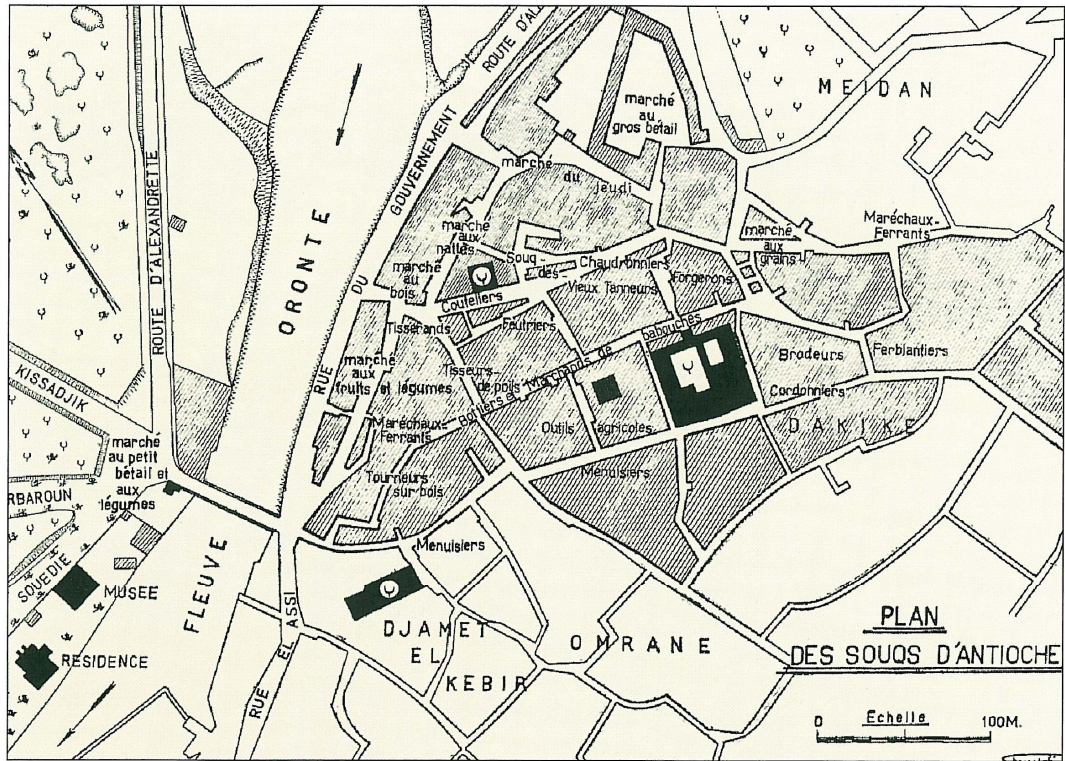 ROUTE D'AL
MEIDAN
marché
au
gros bétail
ROUTE D'ALEXANDRETTE
ORONTE
RUE DU GOUVERNEMENT
marché
du
jeudi
Maréchaux-
Ferrants
marché
aux
nattes
marché
aux
grains
Souq
des
Chaudronniers
marché
au
bois
Vieux Tanneurs
Forgerons
Couteliers
Tisserands
Feutriers
marché
aux
fruits et légumes
Tisseurs
de poils
Bottiers et Marchands de babouches
Brodeurs
Ferblantiers
Cordonniers
KISSADJIK
Outils agricoles
DAKIKE
Maréchaux-
Ferrants
marché
au petit
bétail et
aux
légumes
Tourneurs
sur bois
Menuisiers
RBAROUN
Menuisiers
SOUEDIE
MUSEE
FLEUVE
RUE EL ASSI
DJAMET
EL
KEBIR
OMRANE
RESIDENCE
PLAN
DES SOUQS D'ANTIOCHE
0 Echelle 100M.